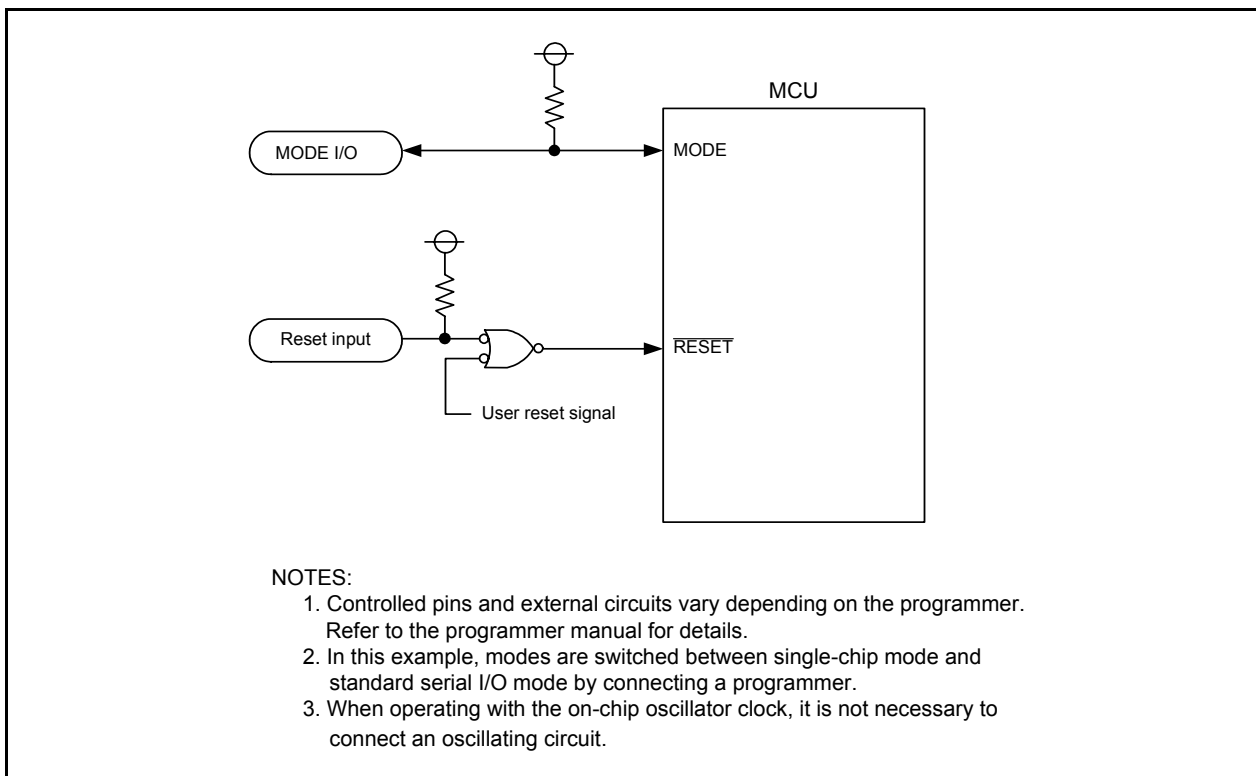 MCU
MODE I/O
MODE
Reset input
RESET
User reset signal
NOTES:
1. Controlled pins and external circuits vary depending on the programmer.
Refer to the programmer manual for details.
2. In this example, modes are switched between single-chip mode and
standard serial I/O mode by connecting a programmer.
3. When operating with the on-chip oscillator clock, it is not necessary to
connect an oscillating circuit.